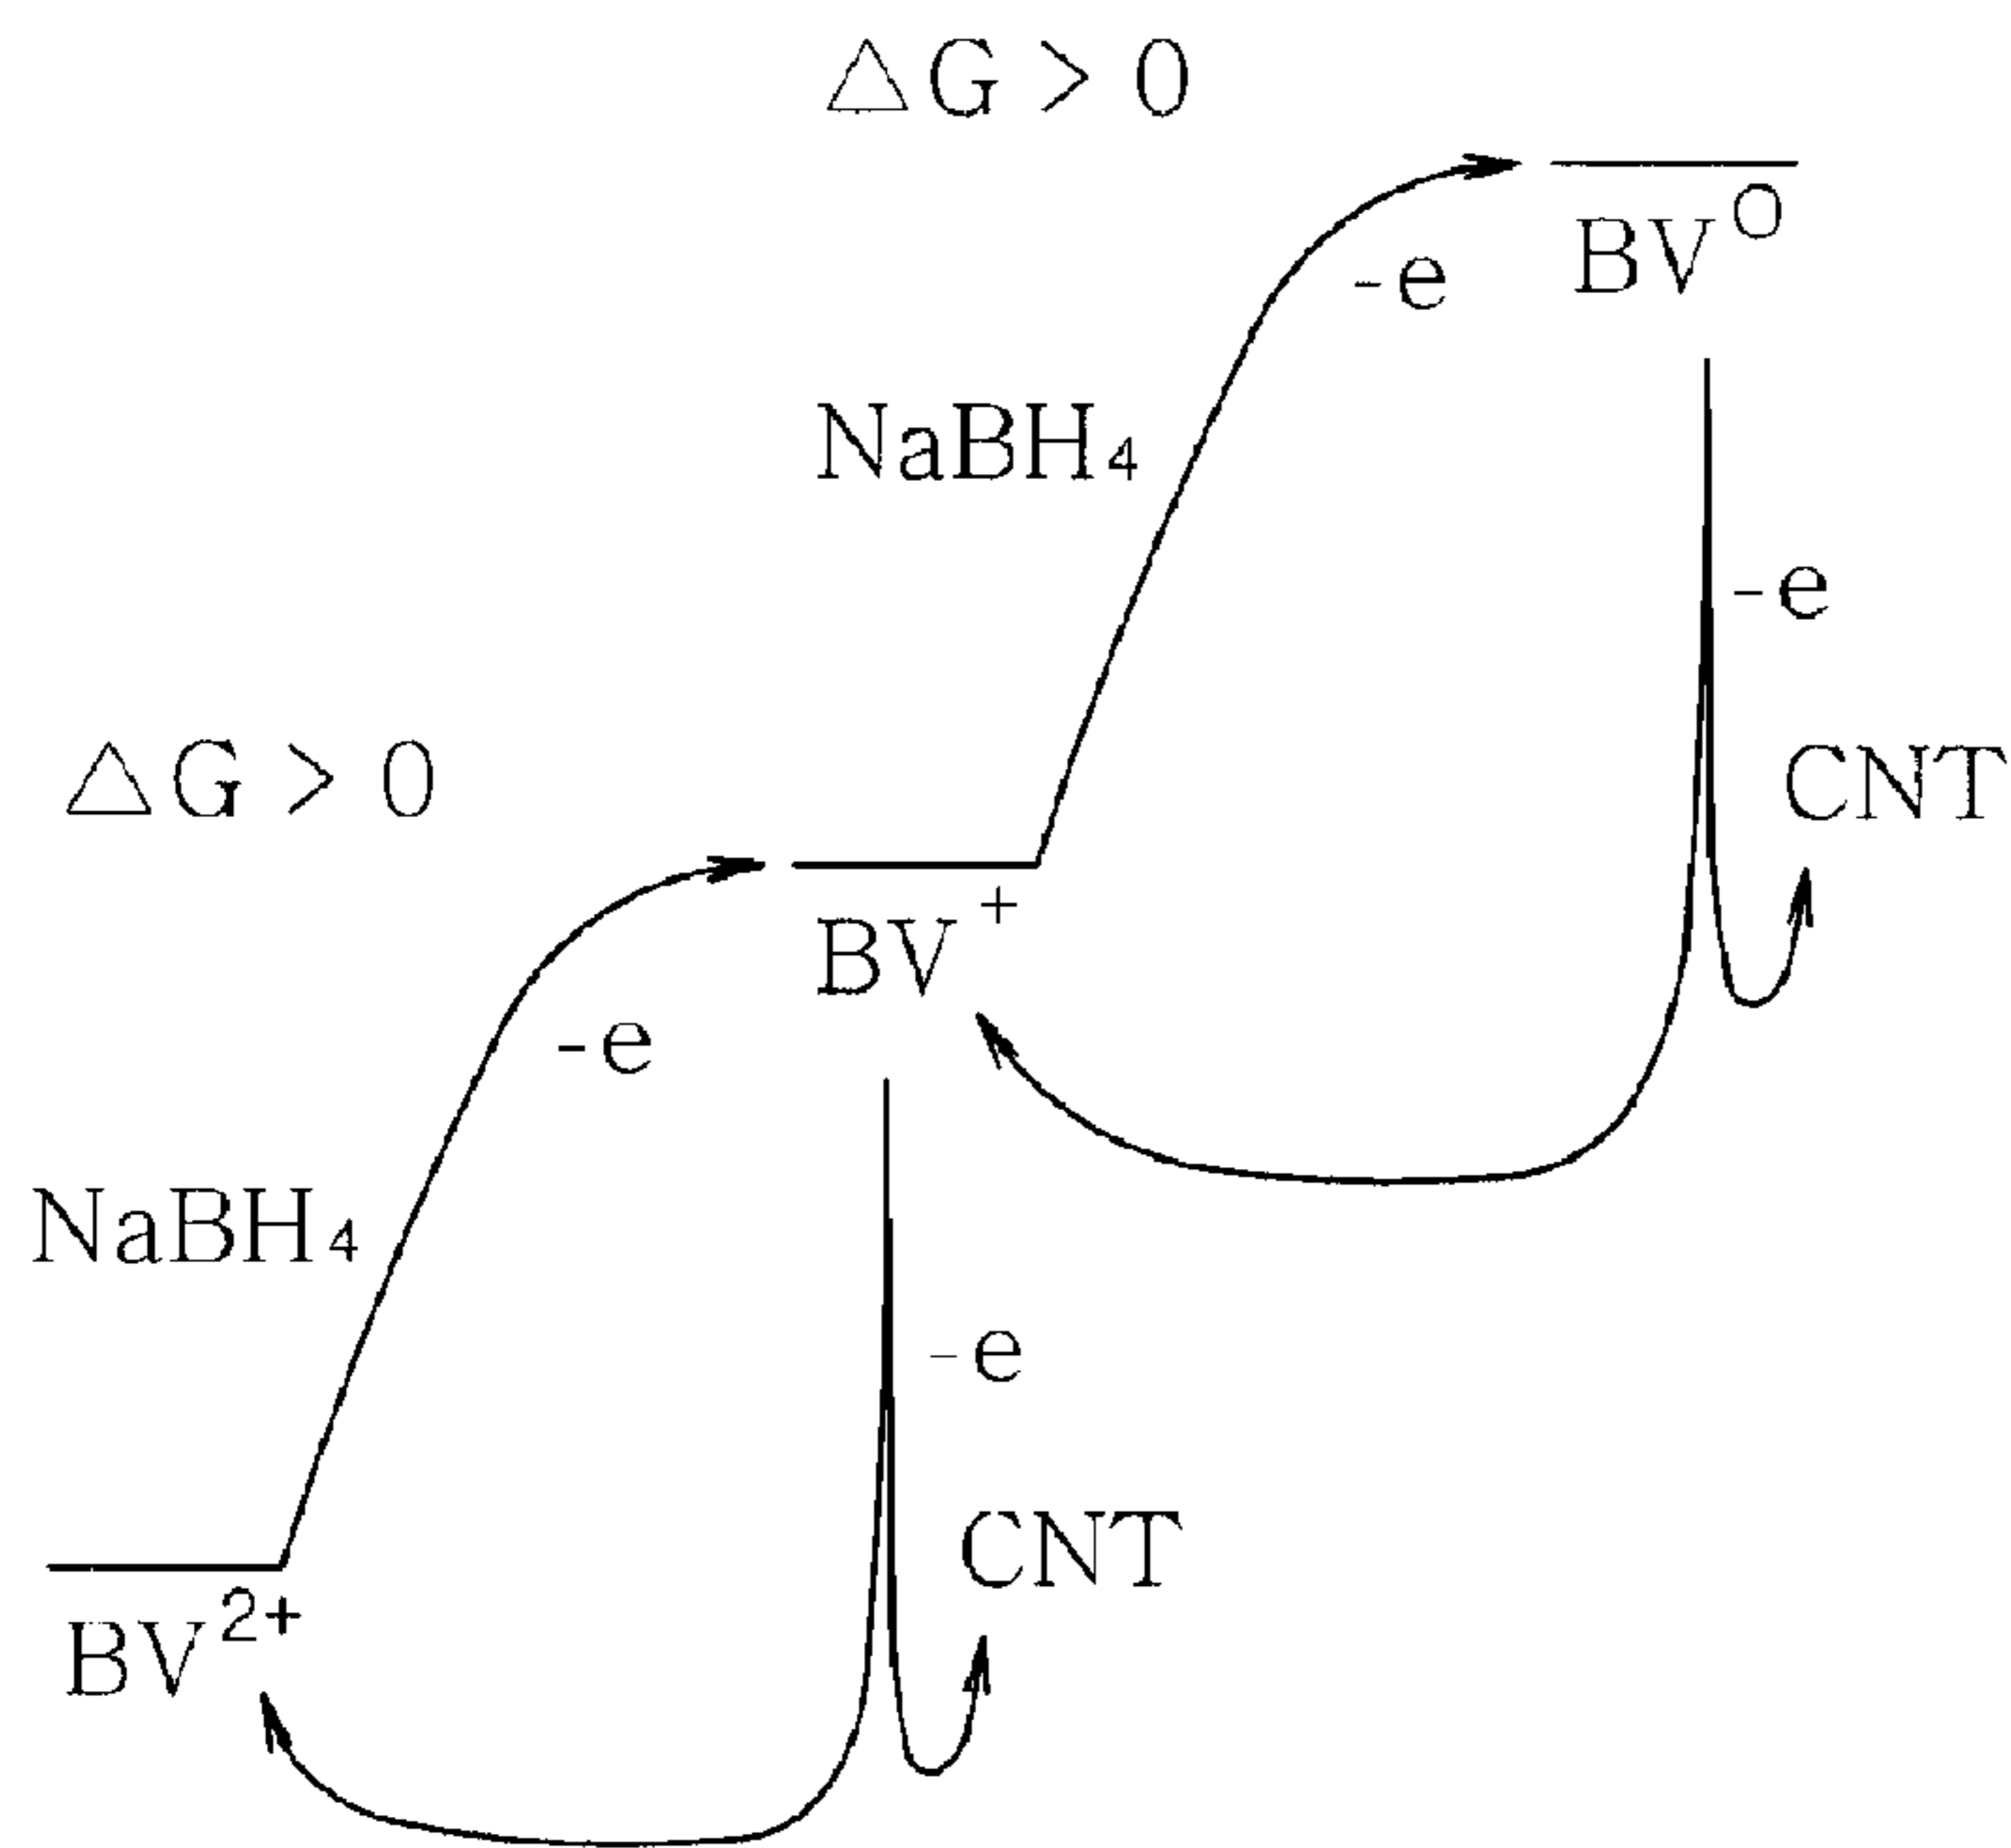 △G > 0
BV⁰
-e
NaBH₄
-e
CNT
△G > 0
BV⁺
-e
NaBH₄
-e
CNT
BV²⁺